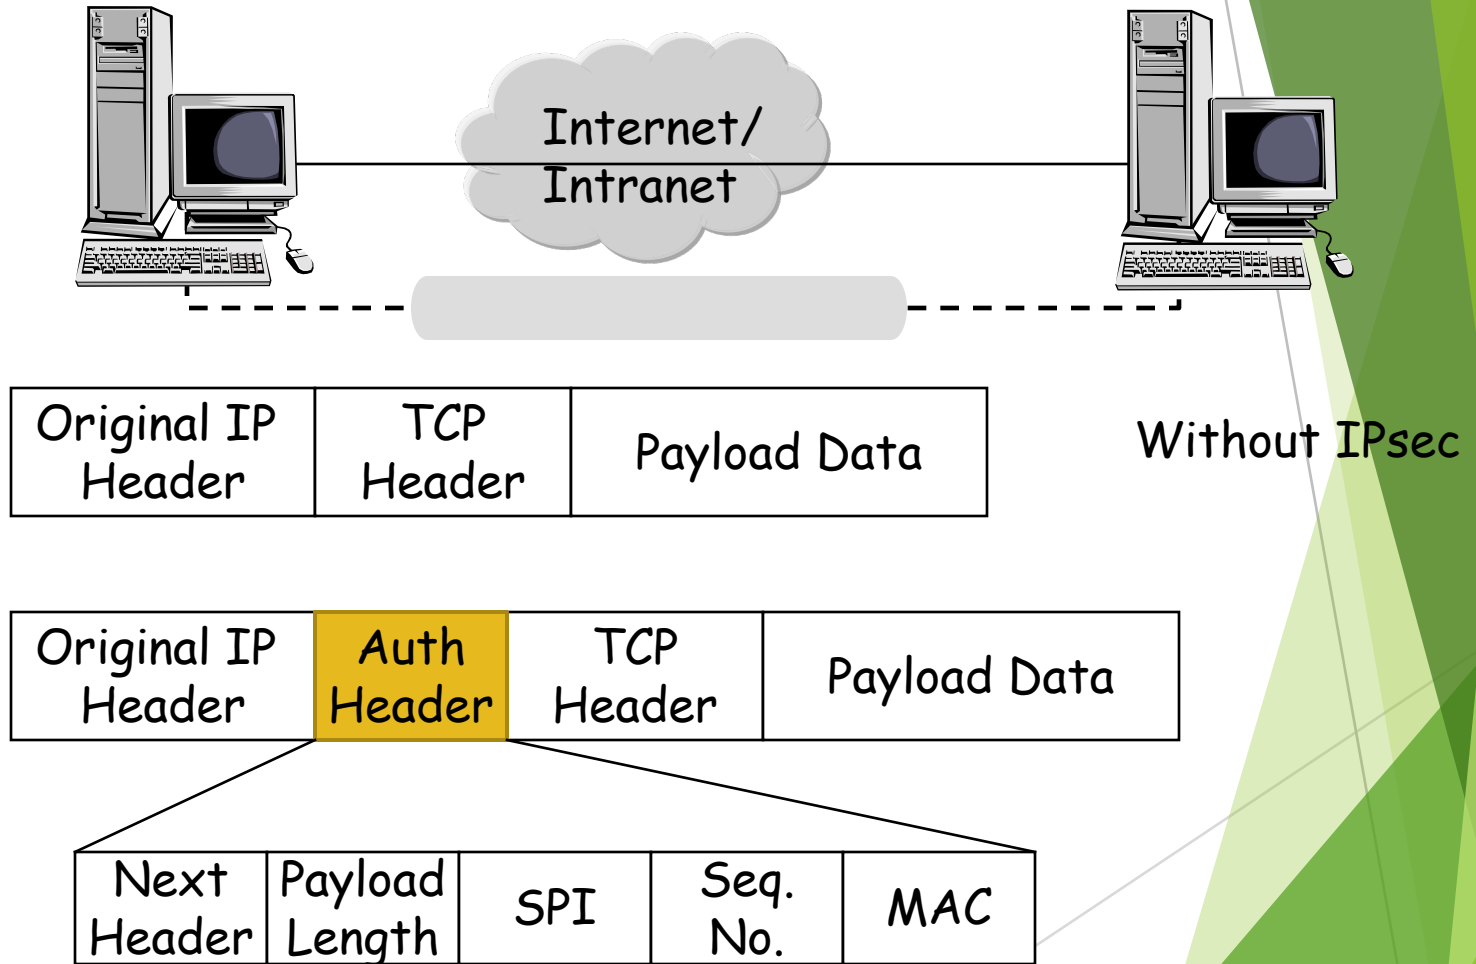 Internet/
Intranet
Original IP
Header
TCP
Header
Payload Data
Without IPsec
Original IP
Header
Auth
Header
TCP
Header
Payload Data
Next
Header
Payload
Length
SPI
Seq.
No.
MAC